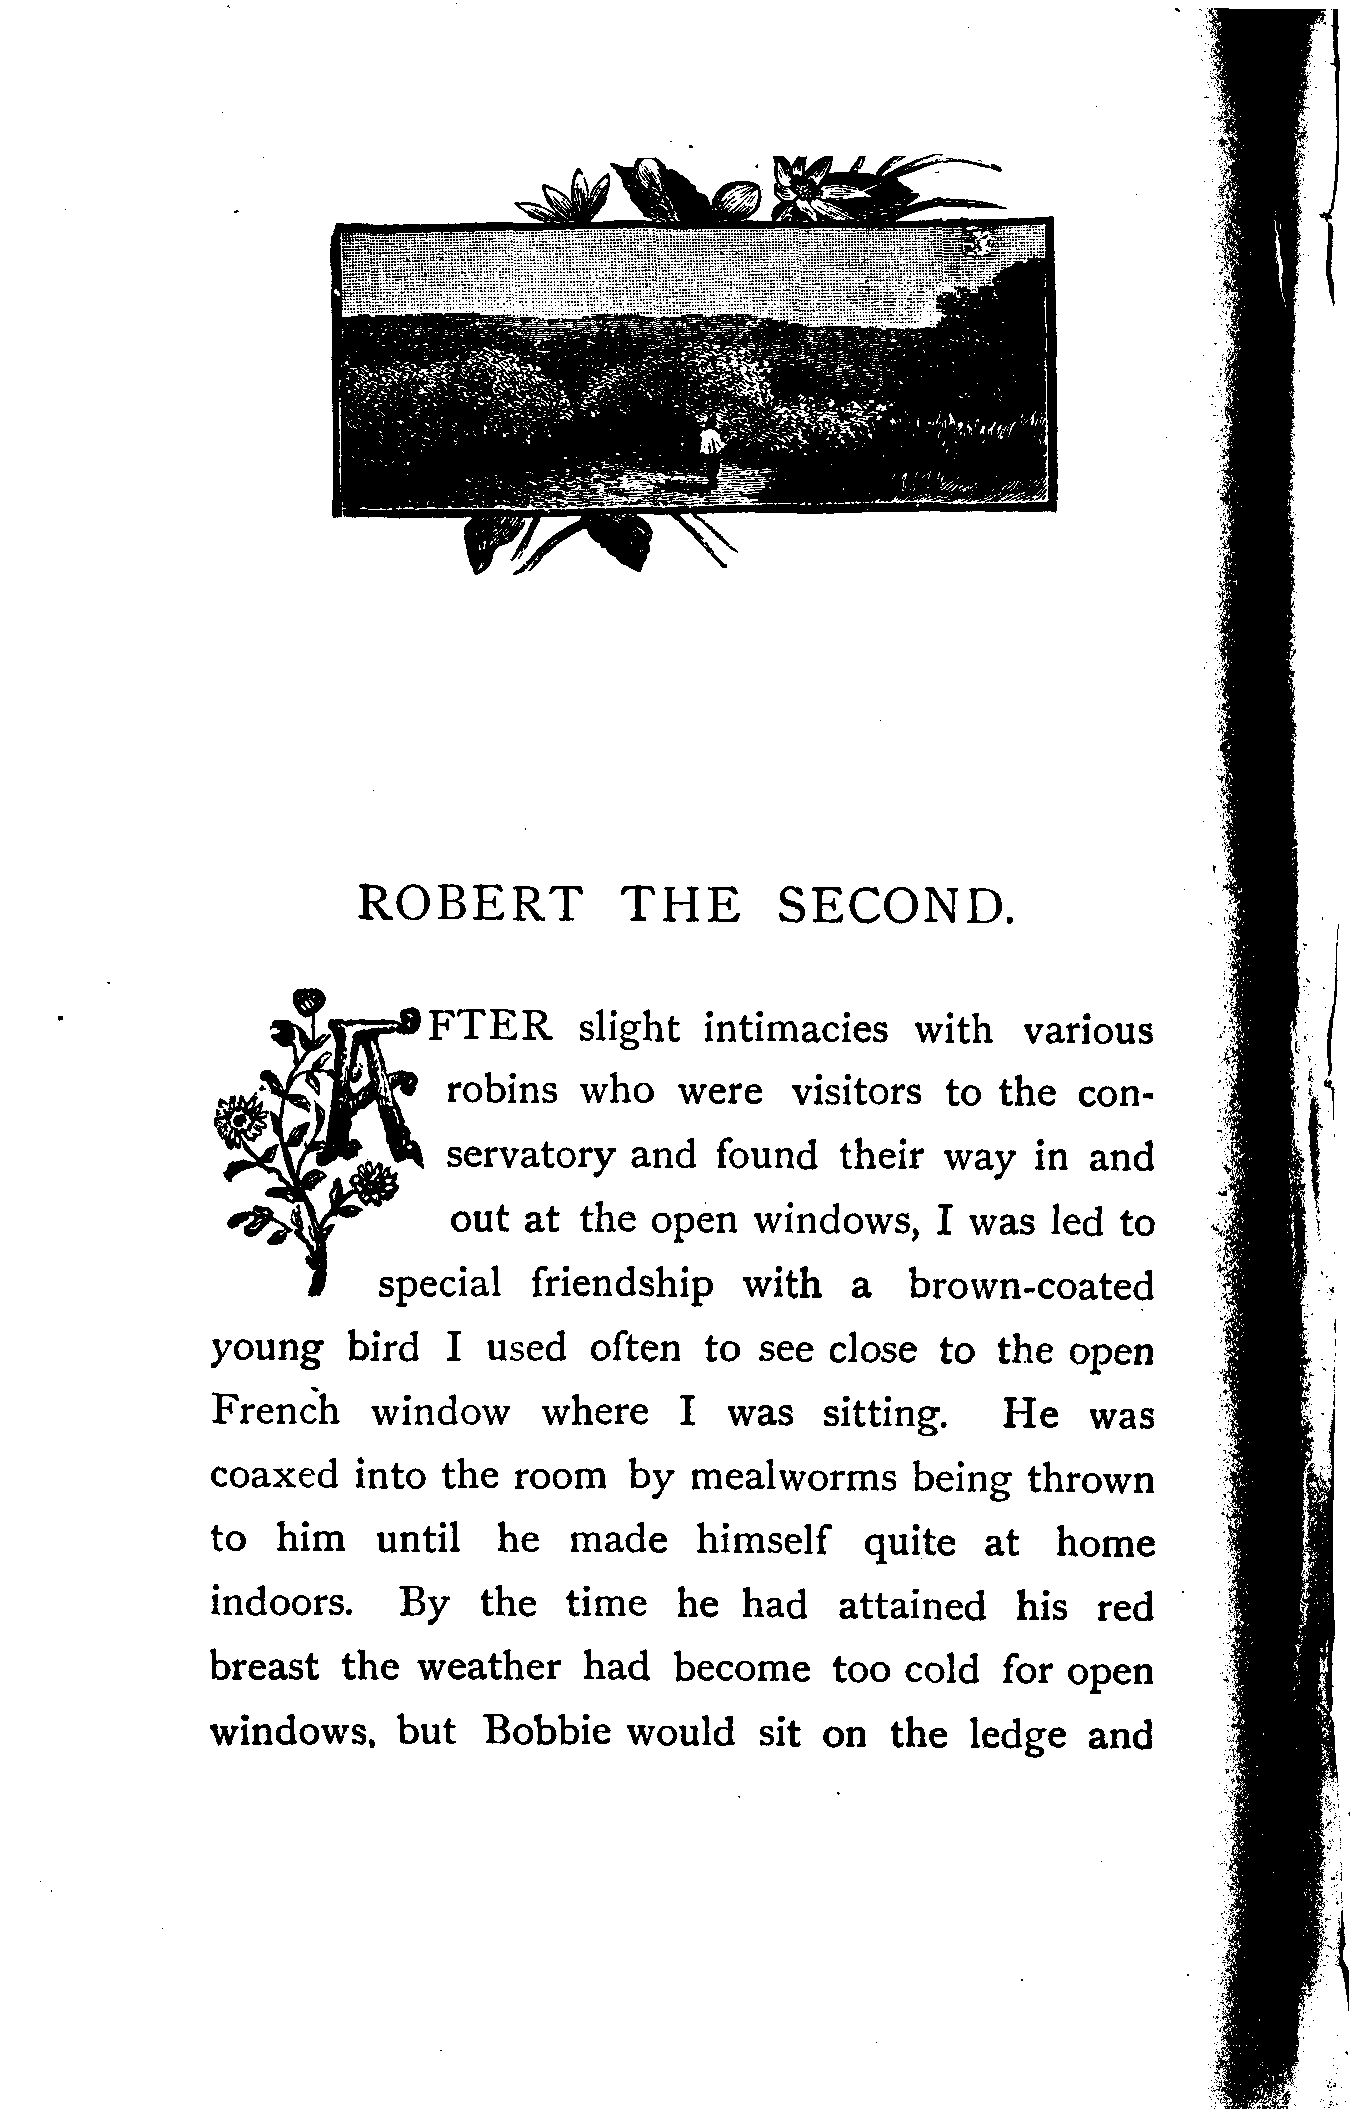 ROBERT THE SECOND.
AFTER slight intimacies with various
robins who were visitors to the con-
servatory and found their way in and
out at the open windows, I was led to
special friendship with a brown-coated
young bird I used often to see close to the open
French window where I was sitting. He was
coaxed into the room by mealworms being thrown
to him until he made himself quite at home
indoors. By the time he had attained his red
breast the weather had become too cold for open
windows, but Bobbie would sit on the ledge and